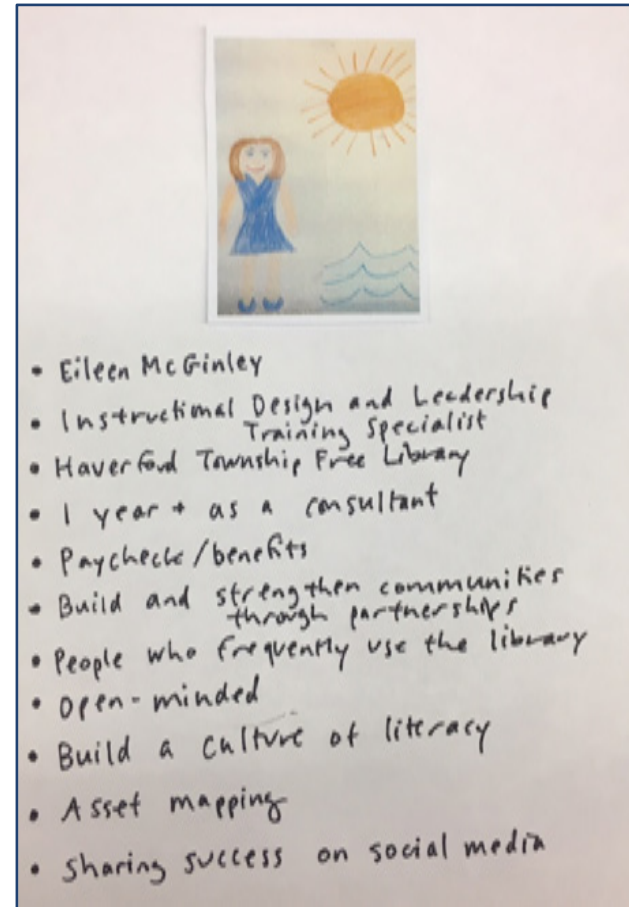 • Eileen McGinley
• Instructional Design and Leadership
Training Specialist
• Haverford Township Free Library
• 1 year + as a consultant
• Paycheck/benefits
• Build and strengthen communities
through partnerships
• People who frequently use the library
• Open-minded
• Build a culture of literacy
• Asset mapping
• Sharing success on social media